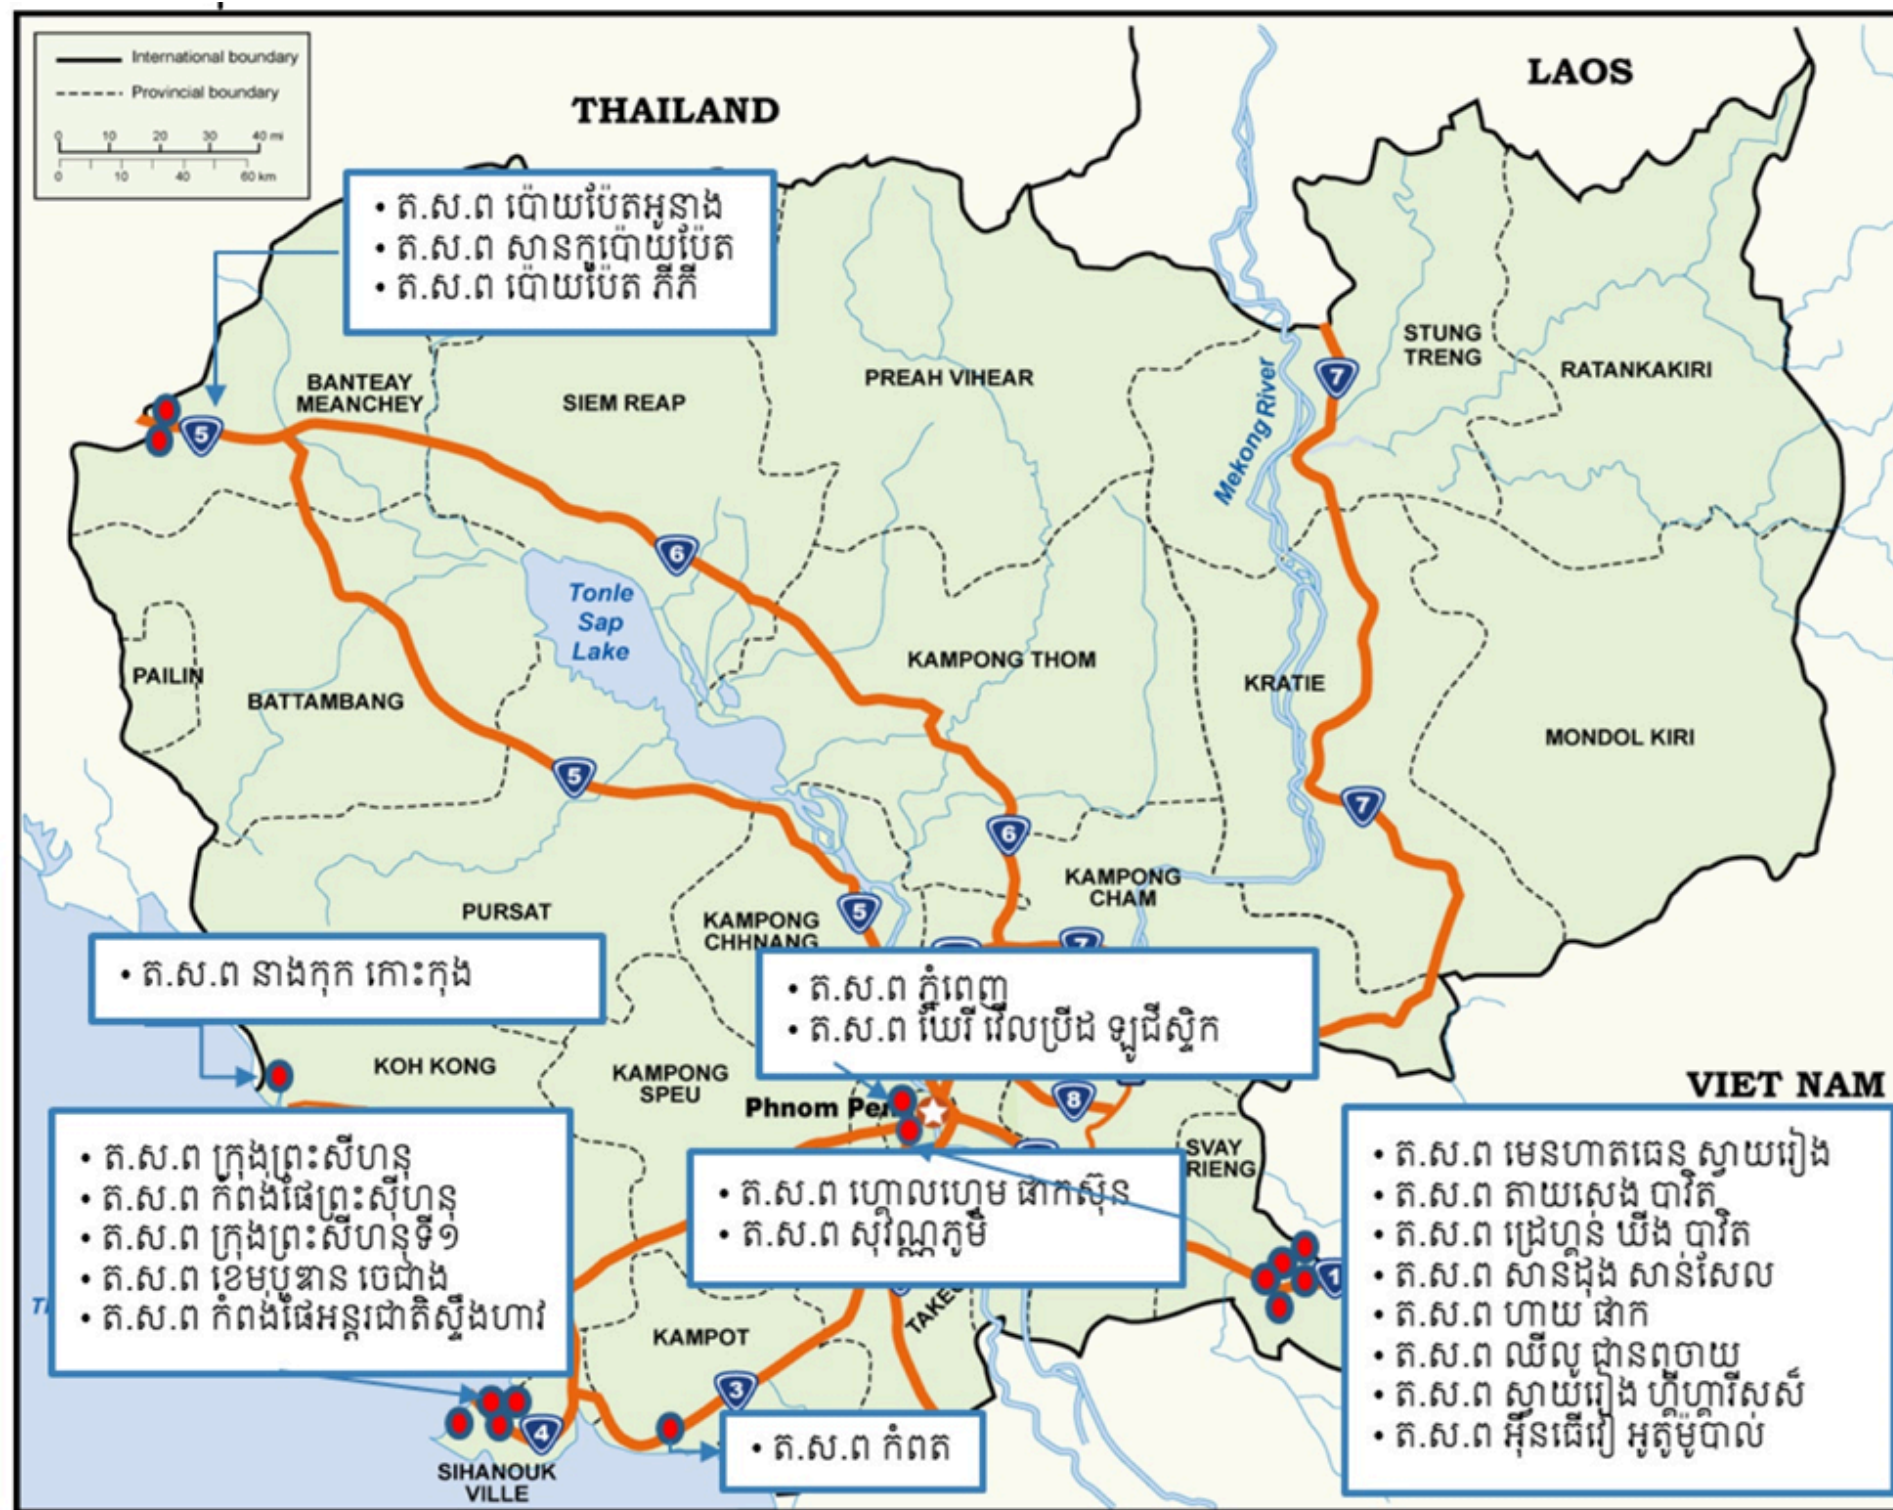 International boundary
Provincial boundary
0 10 20 30 40 mi
0 10 40 60 km
THAILAND
LAOS
• ត.ស.ព ប៉ោយប៉ែតអូនាង
• ត.ស.ព សានកូប៉ោយប៉ែត
• ត.ស.ព ប៉ោយប៉ែត ភីភី
STUNG
TRENG
RATANKAKIRI
PREAH VIHEAR
BANTEAY
MEANCHEY
SIEM REAP
7
5
Mekong River
6
Tonle
Sap
Lake
KAMPONG THOM
PAILIN
BATTAMBANG
KRATIE
MONDOL KIRI
5
7
6
KAMPONG
CHAM
PURSAT
KAMPONG
CHHNANG
5
7
• ត.ស.ព នាងកុក កោះកុង
• ត.ស.ព ភ្នំពេញ
• ត.ស.ព ឃែរី វើលប្រីដ ឡូជីស្ទិក
KOH KONG
KAMPONG
SPEU
Phnom Pen
8
VIET NAM
SVAY
RIENG
• ត.ស.ព ក្រុងព្រះសីហនុ
• ត.ស.ព កំពង់ផែព្រះសីហនុ
• ត.ស.ព ក្រុងព្រះសីហនុទី១
• ត.ស.ព ខេមបូឌាន ចេជាង
• ត.ស.ព កំពង់ផែអន្តរជាតិស្ទឹងហាវ
• ត.ស.ព ហ្គោលហ្វេម ផាកស៊ុន
• ត.ស.ព សុវណ្ណភូមិ
• ត.ស.ព មេនហាតធេន ស្វាយរៀង
• ត.ស.ព តាយសេង បាវិត
• ត.ស.ព ដ្រេហ្គន ឃីង បាវិត
• ត.ស.ព សានដុង សាន់សែល
• ត.ស.ព ហាយ ផាក
• ត.ស.ព ឈីលូ ជានពូចាយ
• ត.ស.ព ស្វាយរៀង ហ្គ្រី​ហ្គារីសស៍
• ត.ស.ព អ៊ីនធើវៀ អូតូម៉ូបាល់
1
TAKEO
KAMPOT
3
4
• ត.ស.ព កំពត
SIHANOUK
VILLE